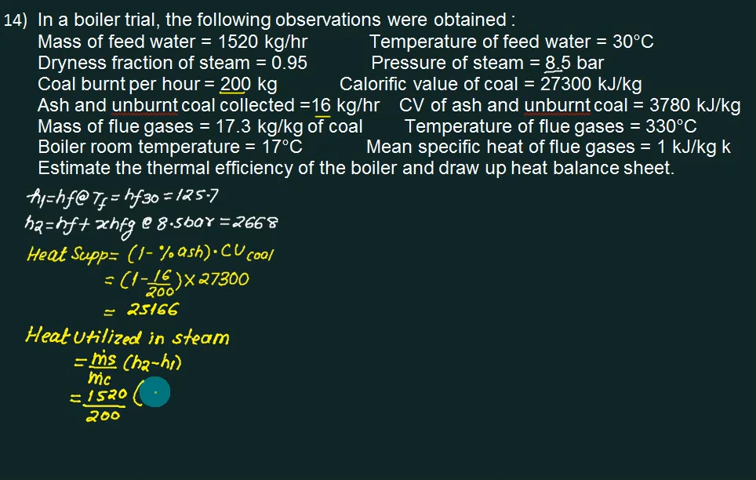 14) In a boiler trial, the following observations were obtained :
Mass of feed water = 1520 kg/hr Temperature of feed water = 30°C
Dryness fraction of steam = 0.95 Pressure of steam = 8.5 bar
Coal burnt per hour = 200 kg Calorific value of coal = 27300 kJ/kg
Ash and unburnt coal collected =16 kg/hr CV of ash and unburnt coal = 3780 kJ/kg
Mass of flue gases = 17.3 kg/kg of coal Temperature of flue gases = 330°C
Boiler room temperature = 17°C Mean specific heat of flue gases = 1 kJ/kg k
Estimate the thermal efficiency of the boiler and draw up heat balance sheet.
h1=hf@Tf=hf30=125.7
h2=hf+xhfg@8.5bar=2668
Heat Supp= (1-%ash).CVcoal
= (1-16/200)×27300
= 25166
Heat Utilized in steam
= ṁs/ṁc (h2-h1)
= 1520/200 (